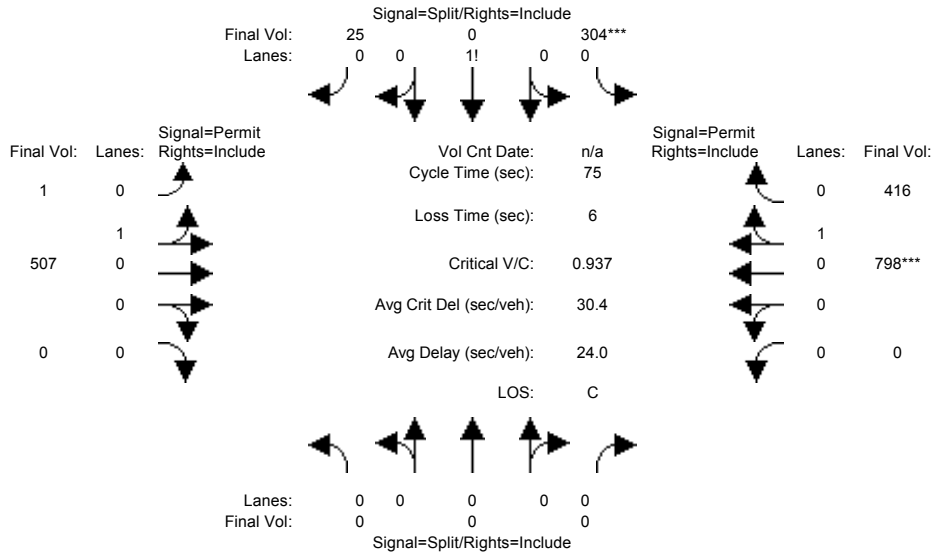 Signal=Split/Rights=Include
Final Vol: 25 0 304***
Lanes: 0 0 1! 0 0
Signal=Permit Signal=Permit
Final Vol: Lanes: Rights=Include Vol Cnt Date: n/a Rights=Include Lanes: Final Vol:
Cycle Time (sec): 75
1 0 0 416
Loss Time (sec): 6
1 1
507 0 Critical V/C: 0.937 0 798***
0 Avg Crit Del (sec/veh): 30.4 0
0 0 Avg Delay (sec/veh): 24.0 0 0
LOS: C
Lanes: 0 0 0 0 0
Final Vol: 0 0 0
Signal=Split/Rights=Include